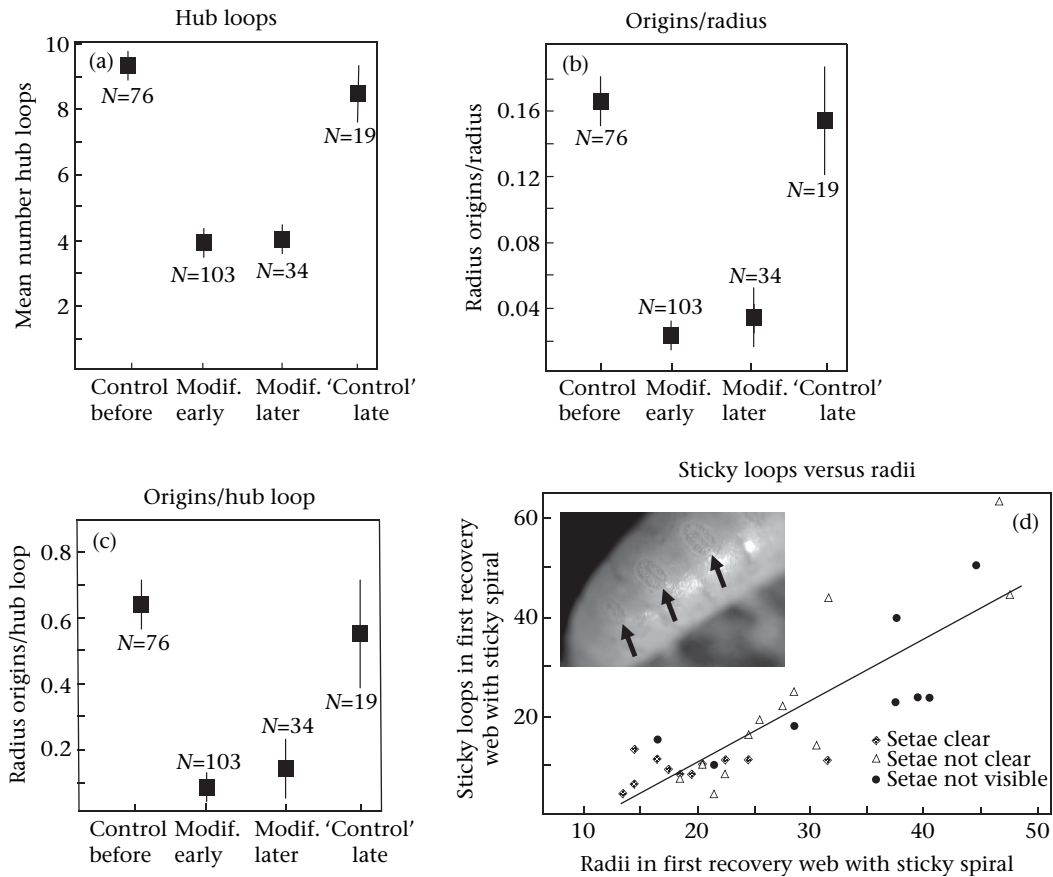 Hub loops
(a)
Mean number hub loops
10
8
6
4
2
N=76
N=103
N=34
N=19
Control before
Modif. early
Modif. later
'Control' late
Origins/radius
(b)
Radius origins/radius
0.16
0.12
0.08
0.04
N=76
N=103
N=34
N=19
Control before
Modif. early
Modif. later
'Control' late
Origins/hub loop
(c)
Radius origins/hub loop
0.8
0.6
0.4
0.2
N=76
N=103
N=34
N=19
Control before
Modif. early
Modif. later
'Control' late
Sticky loops versus radii
(d)
Sticky loops in first recovery
web with sticky spiral
60
40
20
Setae clear
Setae not clear
Setae not visible
10 20 30 40 50
Radii in first recovery web with sticky spiral